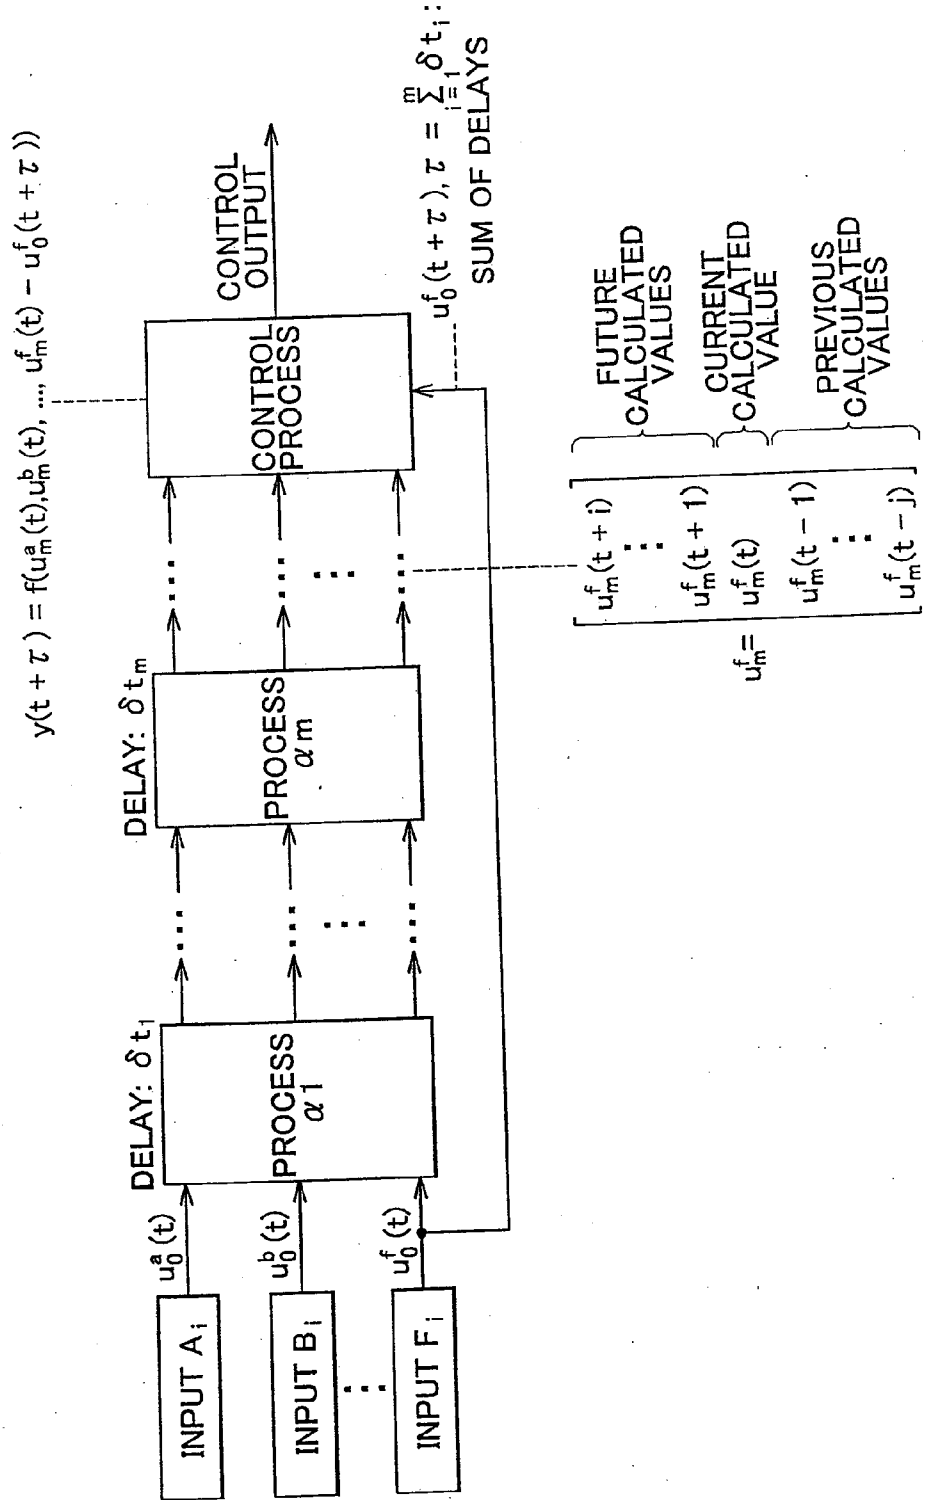 y(t + τ) = f(u_m^a(t), u_m^b(t), ...., u_m^f(t) − u_0^f(t + τ))
DELAY: δt_1
DELAY: δt_m
CONTROL
OUTPUT
INPUT A_i
u_0^a(t)
INPUT B_i
u_0^b(t)
INPUT F_i
u_0^f(t)
PROCESS
α1
PROCESS
αm
CONTROL
PROCESS
u_0^f(t + τ), τ = Σ_{i=1}^{m} δt_i :
SUM OF DELAYS
u_m^f =
u_m^f(t + i)
u_m^f(t + 1)
u_m^f(t)
u_m^f(t − 1)
u_m^f(t − j)
FUTURE
CALCULATED
VALUES
CURRENT
CALCULATED
VALUE
PREVIOUS
CALCULATED
VALUES